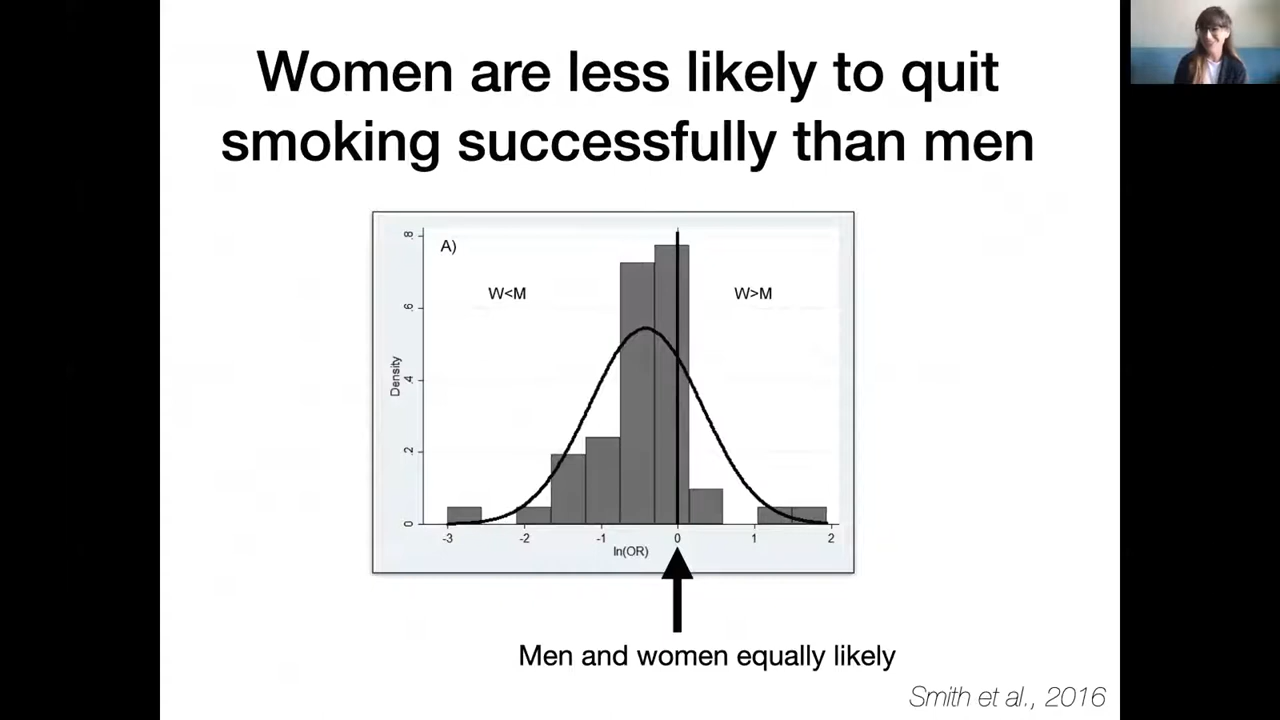 Women are less likely to quit
smoking successfully than men
A)
W<M
W>M
Density
.8
.6
.4
.2
0
-3
-2
-1
0
1
2
ln(OR)
Men and women equally likely
Smith et al., 2016